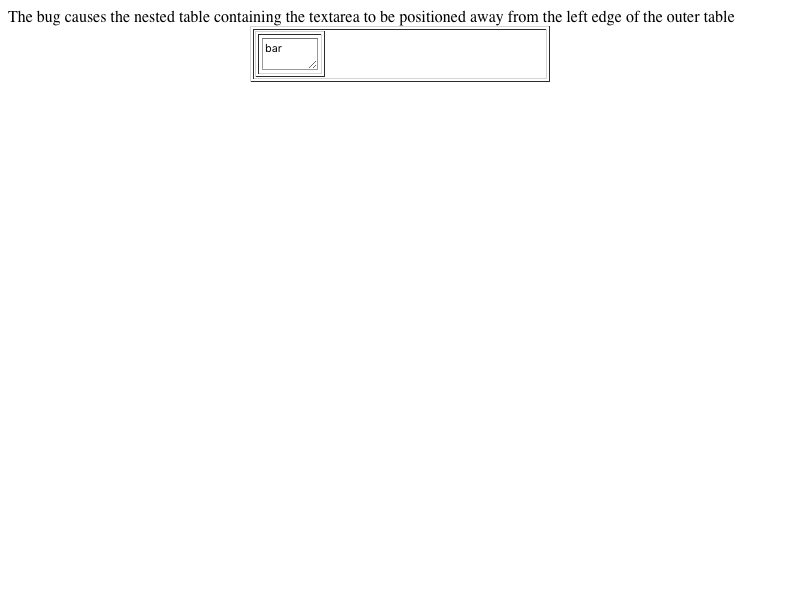 The bug causes the nested table containing the textarea to be positioned away from the left edge of the outer table
bar